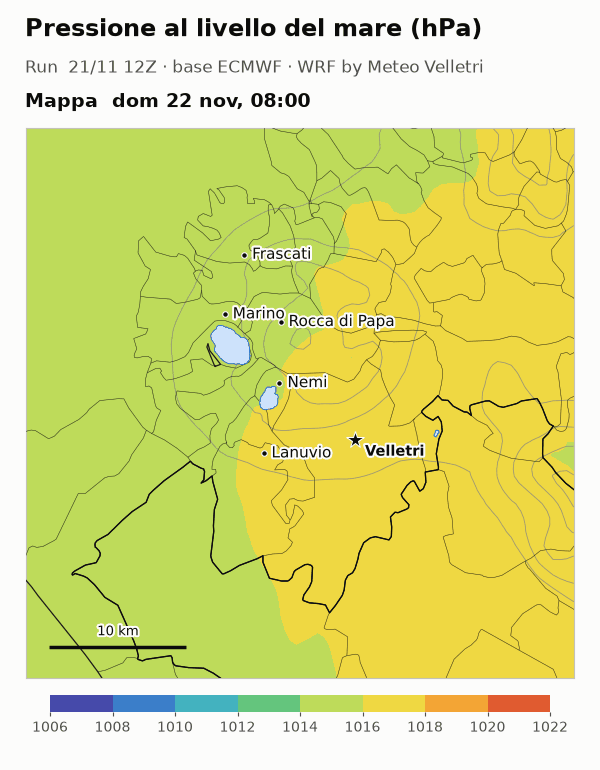 Pressione al livello del mare (hPa)
Run 21/11 12Z · base ECMWF · WRF by Meteo Velletri
Mappa dom 22 nov, 08:00
Frascati
Marino
Rocca di Papa
Nemi
Velletri
Lanuvio
10 km
1006 1008 1010 1012 1014 1016 1018 1020 1022